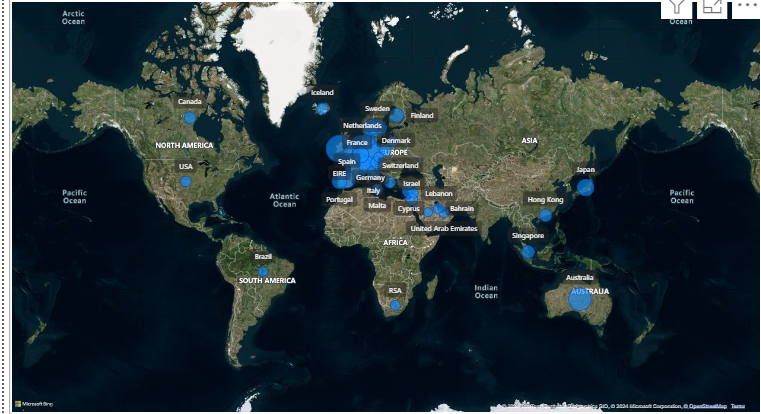 Arctic
Ocean
Ocean
Iceland
Canada
Sweden
Finland
Netherlands
NORTH AMERICA
France
Denmark
ASIA
EUROPE
Spain
Switzerland
USA
EIRE
Germany
Japan
Israel
Italy
Lebanon
Pacific
Ocean
Atlantic
Ocean
Portugal
Malta
Cyprus
Bahrain
Hong Kong
Pacific
Ocean
United Arab Emirates
Singapore
AFRICA
Brazil
SOUTH AMERICA
RSA
Indian
Ocean
Australia
AUSTRALIA
Microsoft Bing
© 2024 Microsoft Corporation, © OpenStreetMap Terms